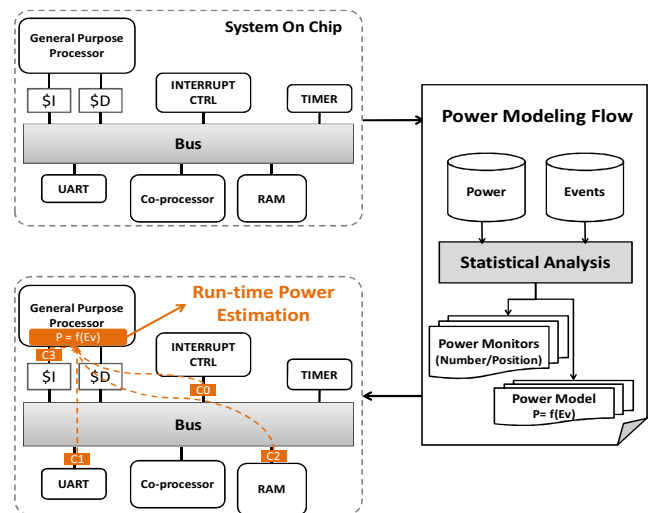 System On Chip
General Purpose
Processor
$I
$D
INTERRUPT
CTRL
TIMER
Bus
UART
Co-processor
RAM
Power Modeling Flow
Power
Events
Statistical Analysis
Power Monitors
(Number/Position)
Power Model
P= f(Ev)
General Purpose
Processor
P = f(Ev)
Run-time Power
Estimation
C3
$I
$D
INTERRUPT
CTRL
C0
TIMER
Bus
C1
C2
UART
Co-processor
RAM